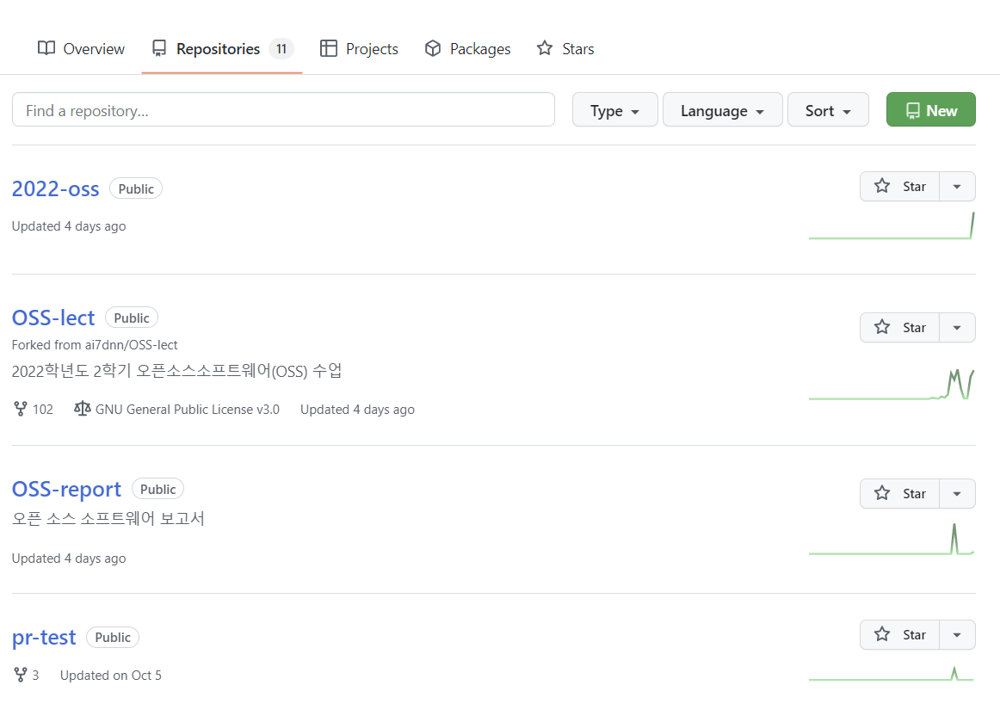 Overview Repositories 11 Projects Packages Stars
Find a repository... Type Language Sort New
2022-oss Public Star
Updated 4 days ago
OSS-lect Public Star
Forked from ai7dnn/OSS-lect
2022학년도 2학기 오픈소스소프트웨어(OSS) 수업
102 GNU General Public License v3.0 Updated 4 days ago
OSS-report Public Star
오픈 소스 소프트웨어 보고서
Updated 4 days ago
pr-test Public Star
3 Updated on Oct 5